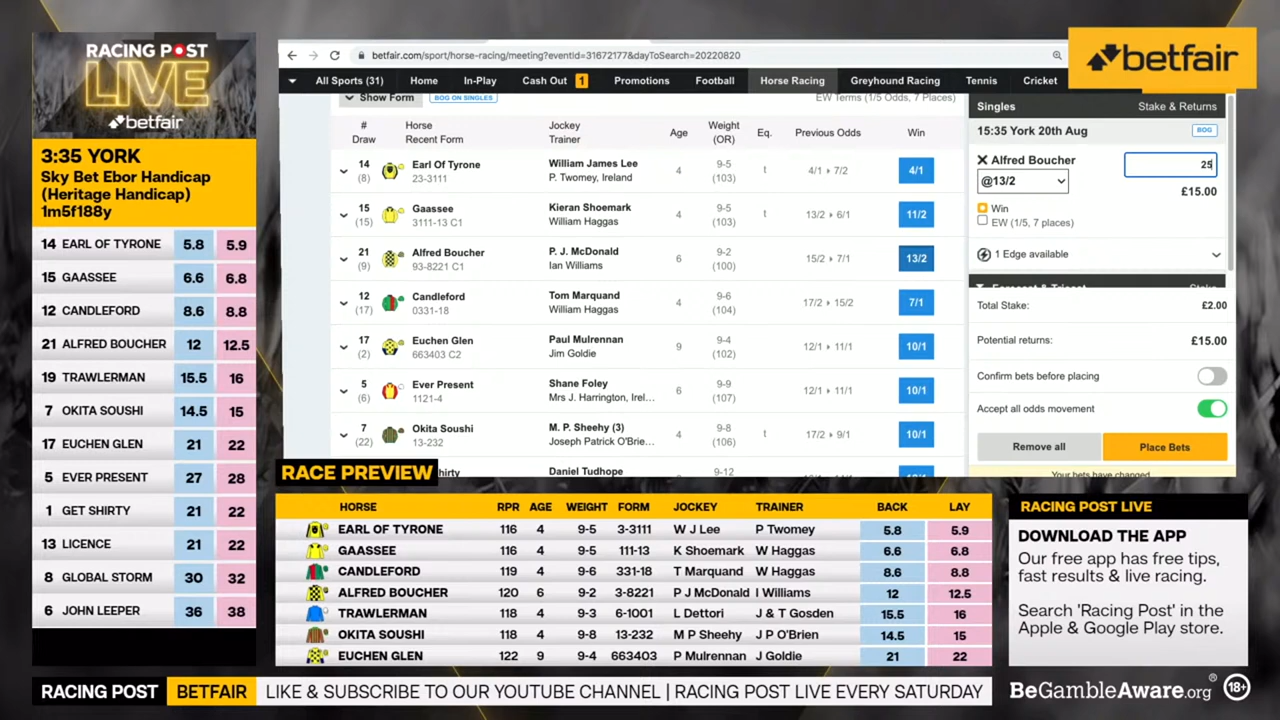 RACING POST
LIVE
betfair
3:35 YORK
Sky Bet Ebor Handicap
(Heritage Handicap)
1m5f188y
14 EARL OF TYRONE 5.8 5.9
15 GAASSEE 6.6 6.8
12 CANDLEFORD 8.6 8.8
21 ALFRED BOUCHER 12 12.5
19 TRAWLERMAN 15.5 16
7 OKITA SOUSHI 14.5 15
17 EUCHEN GLEN 21 22
5 EVER PRESENT 27 28
1 GET SHIRTY 21 22
13 LICENCE 21 22
8 GLOBAL STORM 30 32
6 JOHN LEEPER 36 38
betfair.com/sport/horse-racing/meeting?eventId=31672177&dayToSearch=20220820
betfair
All Sports (31) Home In-Play Cash Out 1 Promotions Football Horse Racing Greyhound Racing Tennis Cricket
Show Form BOG ON SINGLES EW Terms (1/5 Odds, 7 Places)
# Horse Jockey Age Weight Eq. Previous Odds Win
Draw Recent Form Trainer (OR)
14 Earl Of Tyrone William James Lee 4 9-5 t 4/1 7/2 4/1
(8) 23-3111 P. Twomey, Ireland (103)
15 Gaassee Kieran Shoemark 4 9-5 t 13/2 6/1 11/2
(15) 3111-13 C1 William Haggas (103)
21 Alfred Boucher P. J. McDonald 6 9-2 15/2 7/1 13/2
(9) 93-8221 C1 Ian Williams (100)
12 Candleford Tom Marquand 4 9-6 17/2 15/2 7/1
(17) 0331-18 William Haggas (104)
17 Euchen Glen Paul Mulrennan 9 9-4 12/1 11/1 10/1
(2) 663403 C2 Jim Goldie (102)
5 Ever Present Shane Foley 6 9-9 12/1 11/1 10/1
(6) 1121-4 Mrs J. Harrington, Irel... (107)
7 Okita Soushi M. P. Sheehy (3) 4 9-8 t 17/2 9/1 10/1
(22) 13-232 Joseph Patrick O'Brie... (106)
Daniel Tudhope 9-12
Singles Stake & Returns
15:35 York 20th Aug BOG
Alfred Boucher 25
@13/2
£15.00
Win
EW (1/5, 7 places)
1 Edge available
Forecast & Tricast Stake
Total Stake: £2.00
Potential returns: £15.00
Confirm bets before placing
Accept all odds movement
Remove all Place Bets
Your bets have changed
RACE PREVIEW
HORSE RPR AGE WEIGHT FORM JOCKEY TRAINER BACK LAY
EARL OF TYRONE 116 4 9-5 3-3111 W J Lee P Twomey 5.8 5.9
GAASSEE 116 4 9-5 111-13 K Shoemark W Haggas 6.6 6.8
CANDLEFORD 119 4 9-6 331-18 T Marquand W Haggas 8.6 8.8
ALFRED BOUCHER 120 6 9-2 3-8221 P J McDonald I Williams 12 12.5
TRAWLERMAN 118 4 9-3 6-1001 L Dettori J & T Gosden 15.5 16
OKITA SOUSHI 118 4 9-8 13-232 M P Sheehy J P O'Brien 14.5 15
EUCHEN GLEN 122 9 9-4 663403 P Mulrennan J Goldie 21 22
RACING POST LIVE
DOWNLOAD THE APP
Our free app has free tips,
fast results & live racing.
Search 'Racing Post' in the
Apple & Google Play store.
RACING POST BETFAIR LIKE & SUBSCRIBE TO OUR YOUTUBE CHANNEL | RACING POST LIVE EVERY SATURDAY
BeGambleAware.org® 18+